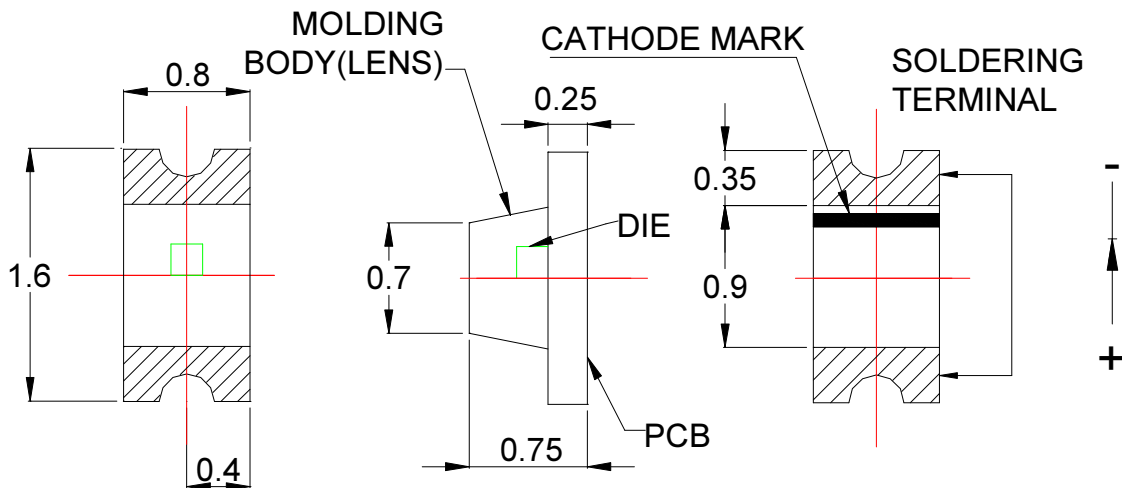 MOLDING
BODY(LENS)
CATHODE MARK
SOLDERING
TERMINAL
0.8
0.25
0.35
-
1.6
0.7
DIE
0.9
+
0.75
PCB
0.4